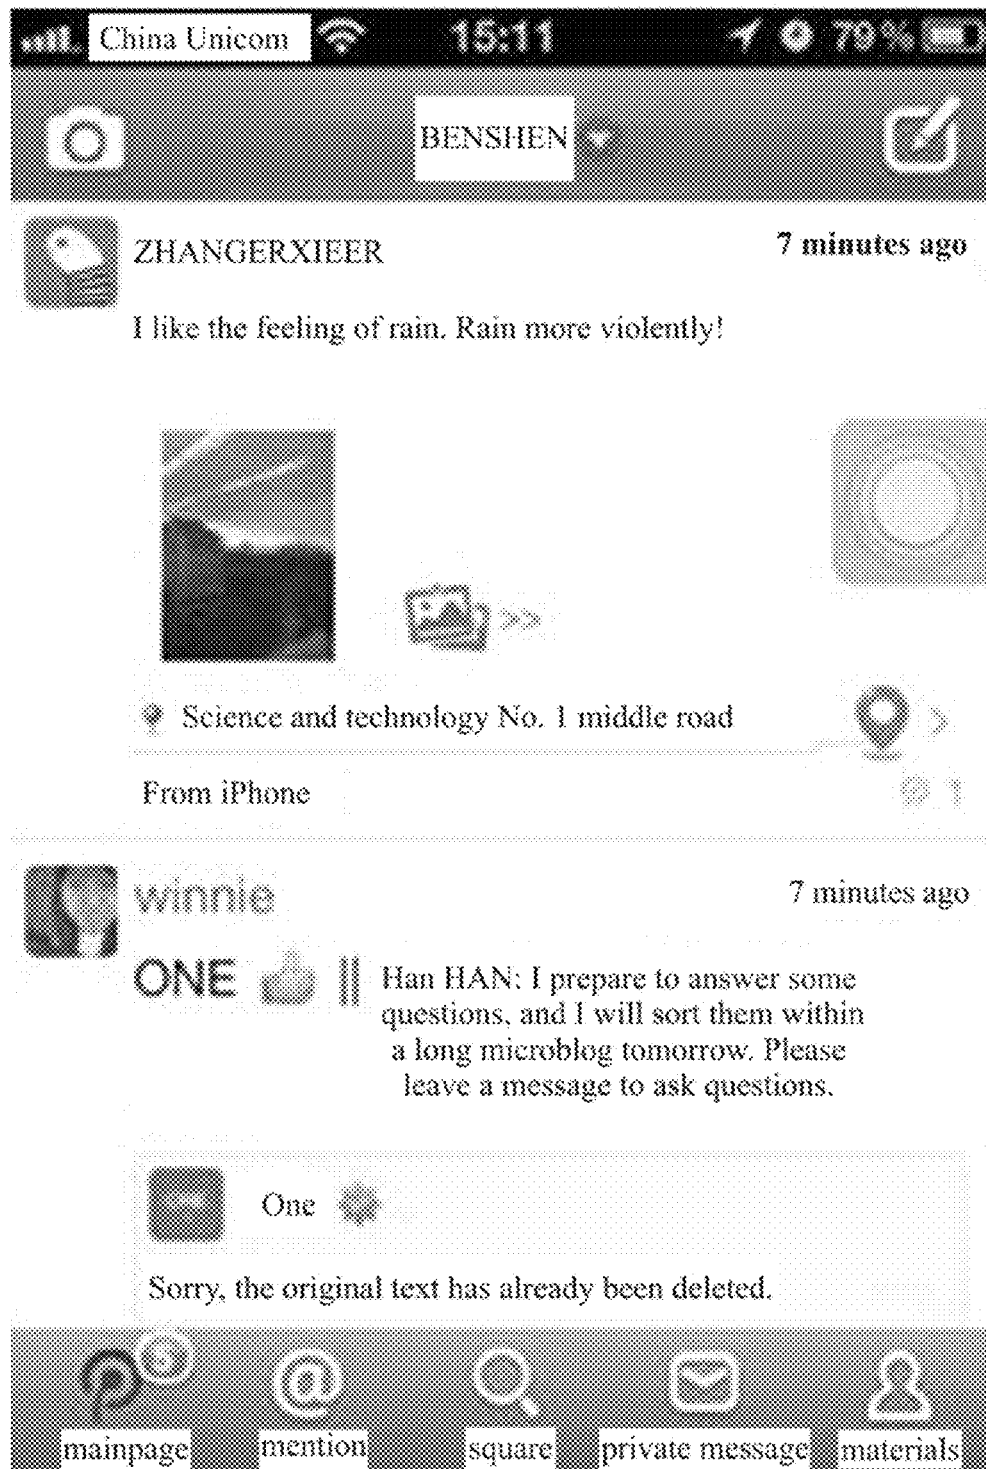 China Unicom 15:11 79%
BENSHEN
ZHANGERXIEER 7 minutes ago
I like the feeling of rain. Rain more violently!
>>
Science and technology No. 1 middle road >
From iPhone 1
winnie 7 minutes ago
ONE || Han HAN: I prepare to answer some
questions, and I will sort them within
a long microblog tomorrow. Please
leave a message to ask questions.
One
Sorry, the original text has already been deleted.
@
mainpage mention square private message materials